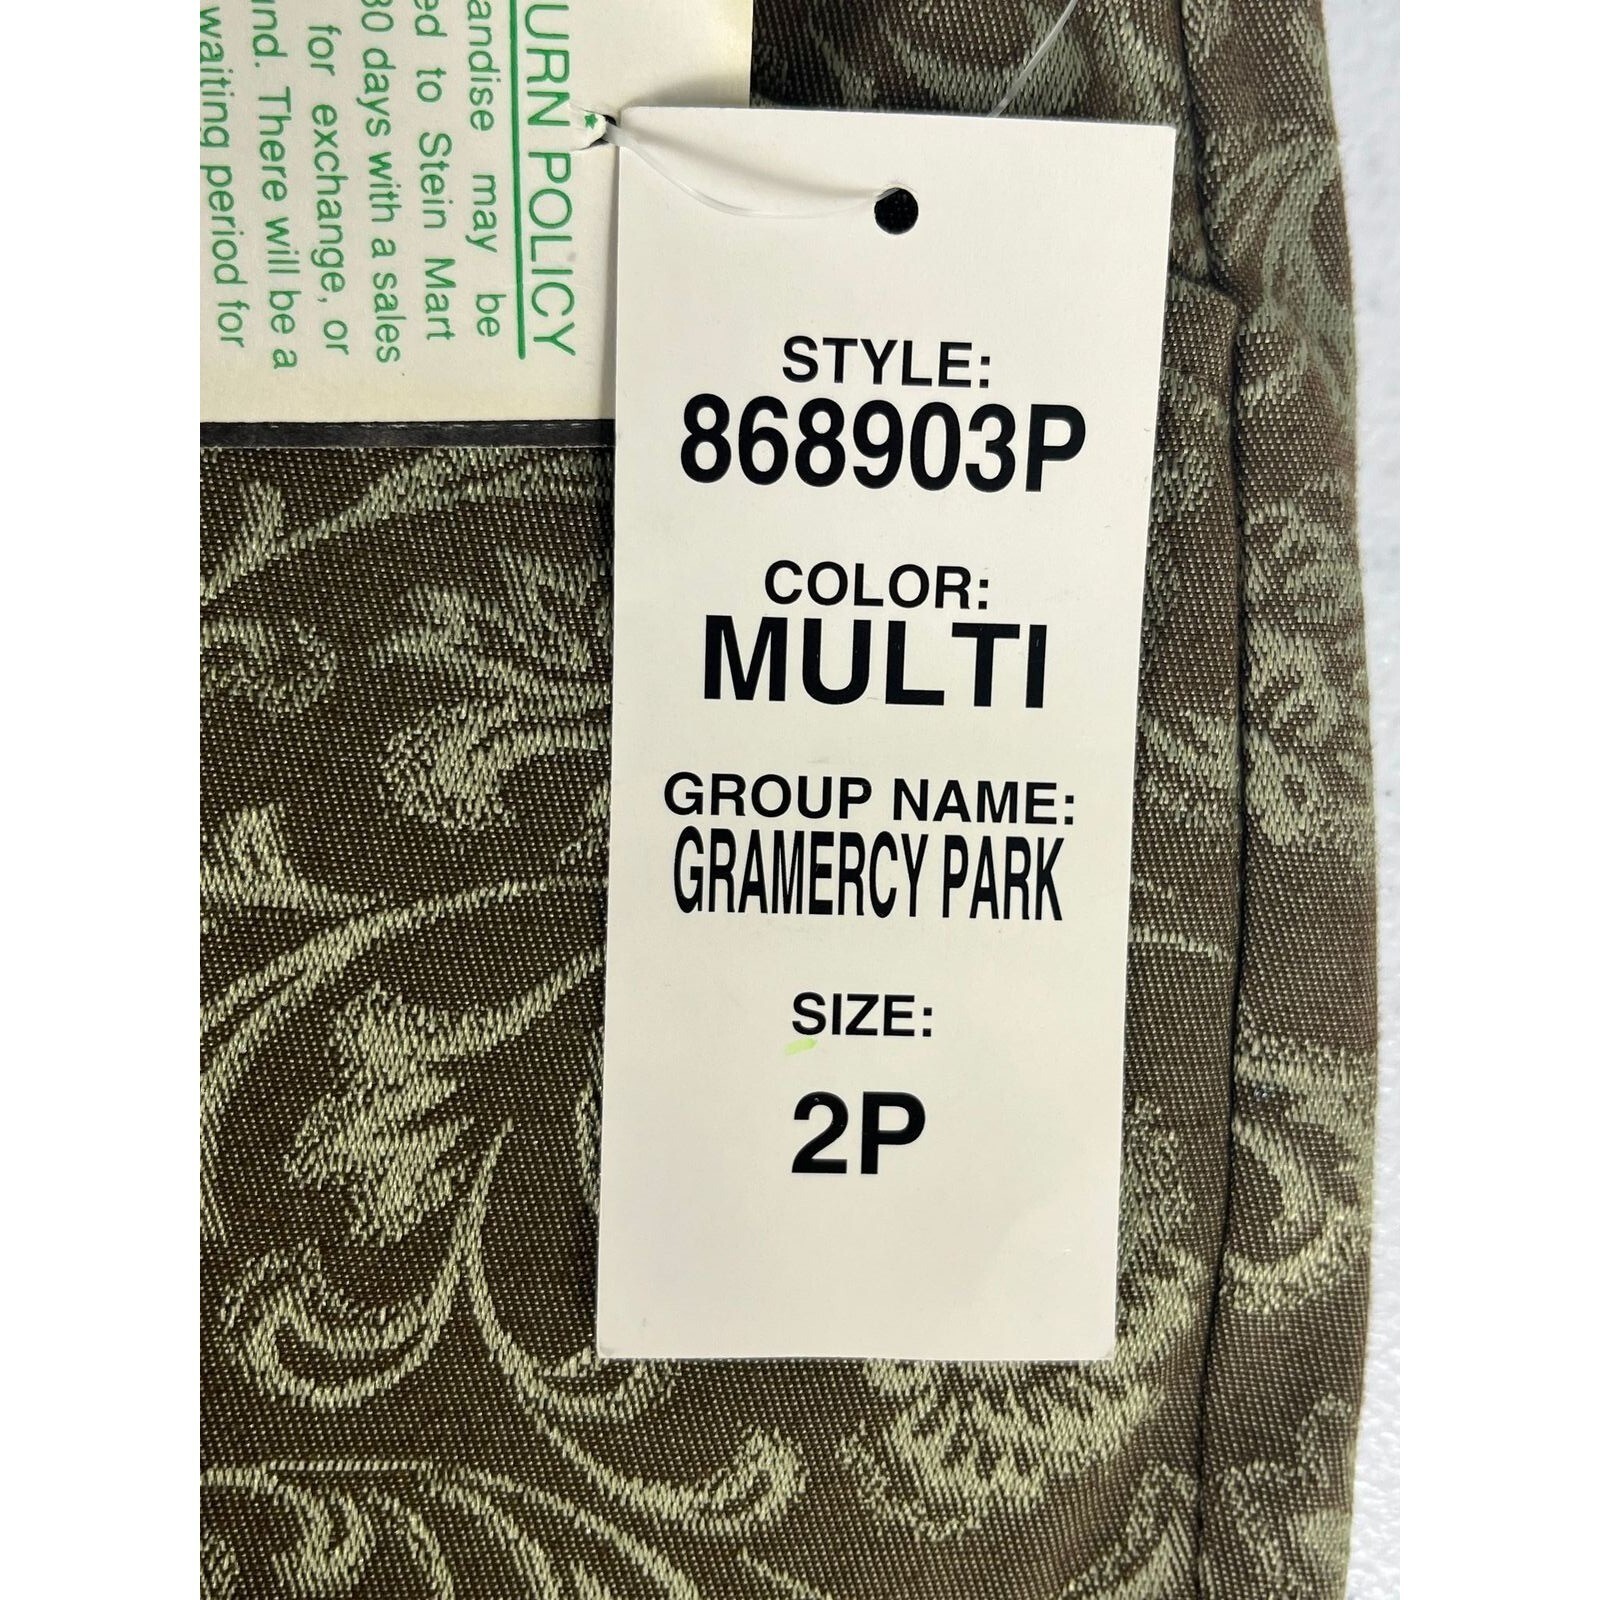 URN POLICY
andise may be
ed to Stein Mart
30 days with a sales
for exchange, or
und. There will be a
waiting period for
STYLE:
868903P
COLOR:
MULTI
GROUP NAME:
GRAMERCY PARK
SIZE:
2P